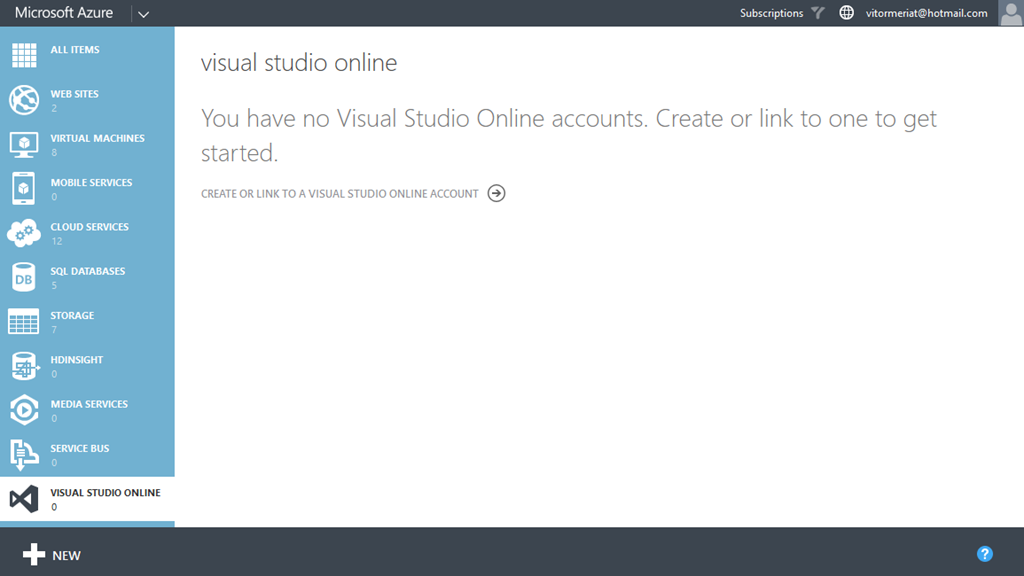 Microsoft Azure
Subscriptions
vitormeriat@hotmail.com
ALL ITEMS
WEB SITES
2
VIRTUAL MACHINES
8
MOBILE SERVICES
0
CLOUD SERVICES
12
SQL DATABASES
5
DB
STORAGE
7
HDINSIGHT
0
MEDIA SERVICES
0
SERVICE BUS
0
VISUAL STUDIO ONLINE
0
visual studio online
You have no Visual Studio Online accounts. Create or link to one to get
started.
CREATE OR LINK TO A VISUAL STUDIO ONLINE ACCOUNT
NEW
?